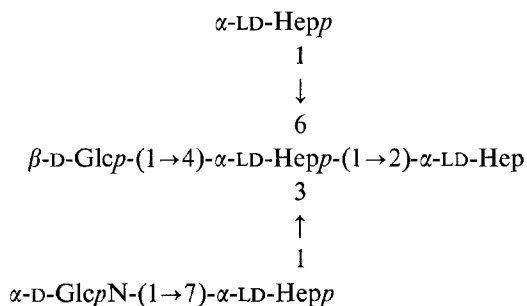 α-LD-Hepp
1
↓
6
β-D-Glcp-(1→4)-α-LD-Hepp-(1→2)-α-LD-Hep
3
↑
1
α-D-GlcpN-(1→7)-α-LD-Hepp